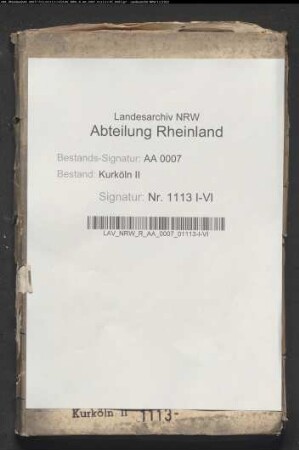 Landesarchiv NRW
Abteilung Rheinland
Bestands-Signatur: AA 0007
Bestand: Kurköln II
Signatur: Nr. 1113 I-VI
LAV_NRW_R_AA_0007_01113-I-VI
Kurköln II 1113-